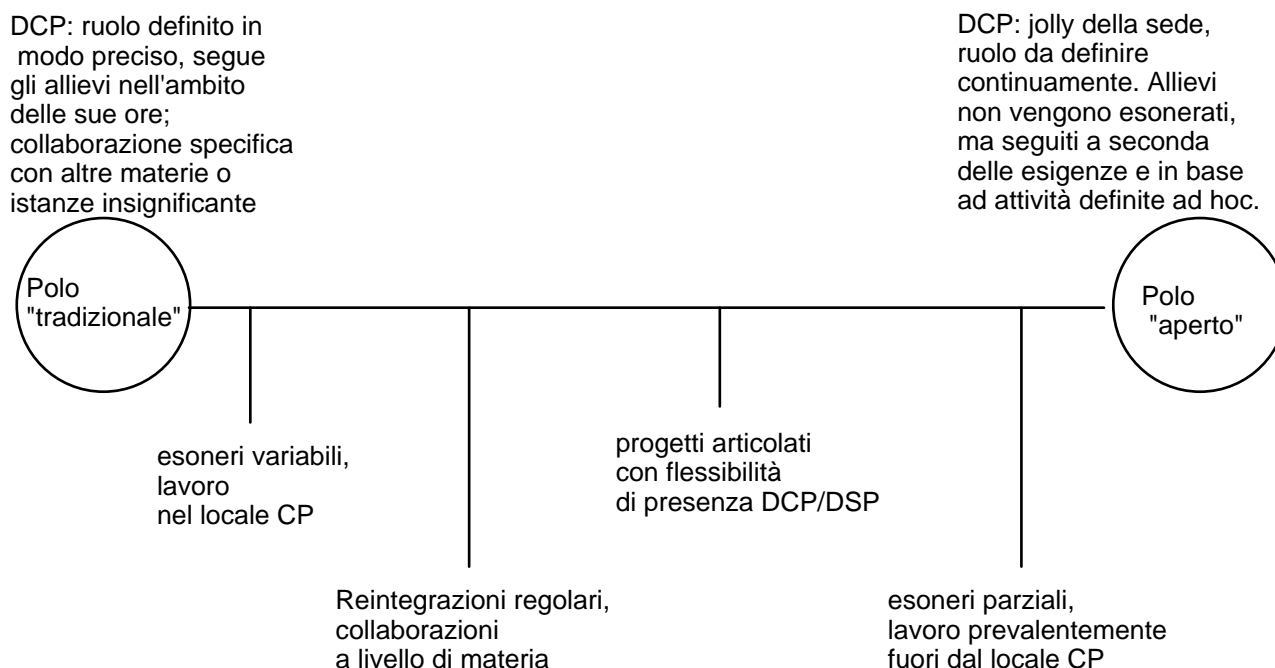 DCP: ruolo definito in
modo preciso, segue
gli allievi nell'ambito
delle sue ore;
collaborazione specifica
con altre materie o
istanze insignificante
DCP: jolly della sede,
ruolo da definire
continuamente. Allievi
non vengono esonerati,
ma seguiti a seconda
delle esigenze e in base
ad attività definite ad hoc.
Polo
"tradizionale"
Polo
"aperto"
esoneri variabili,
lavoro
nel locale CP
progetti articolati
con flessibilità
di presenza DCP/DSP
Reintegrazioni regolari,
collaborazioni
a livello di materia
esoneri parziali,
lavoro prevalentemente
fuori dal locale CP